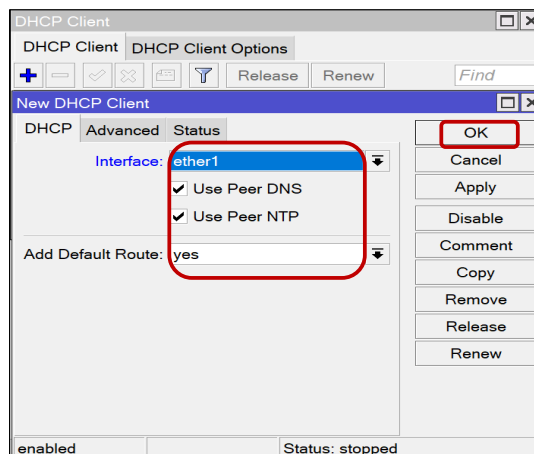 DHCP Client
DHCP Client DHCP Client Options
Release Renew Find
New DHCP Client
DHCP Advanced Status
OK
Interface: ether1
Cancel
Use Peer DNS
Apply
Use Peer NTP
Disable
Comment
Add Default Route: yes
Copy
Remove
Release
Renew
enabled Status: stopped